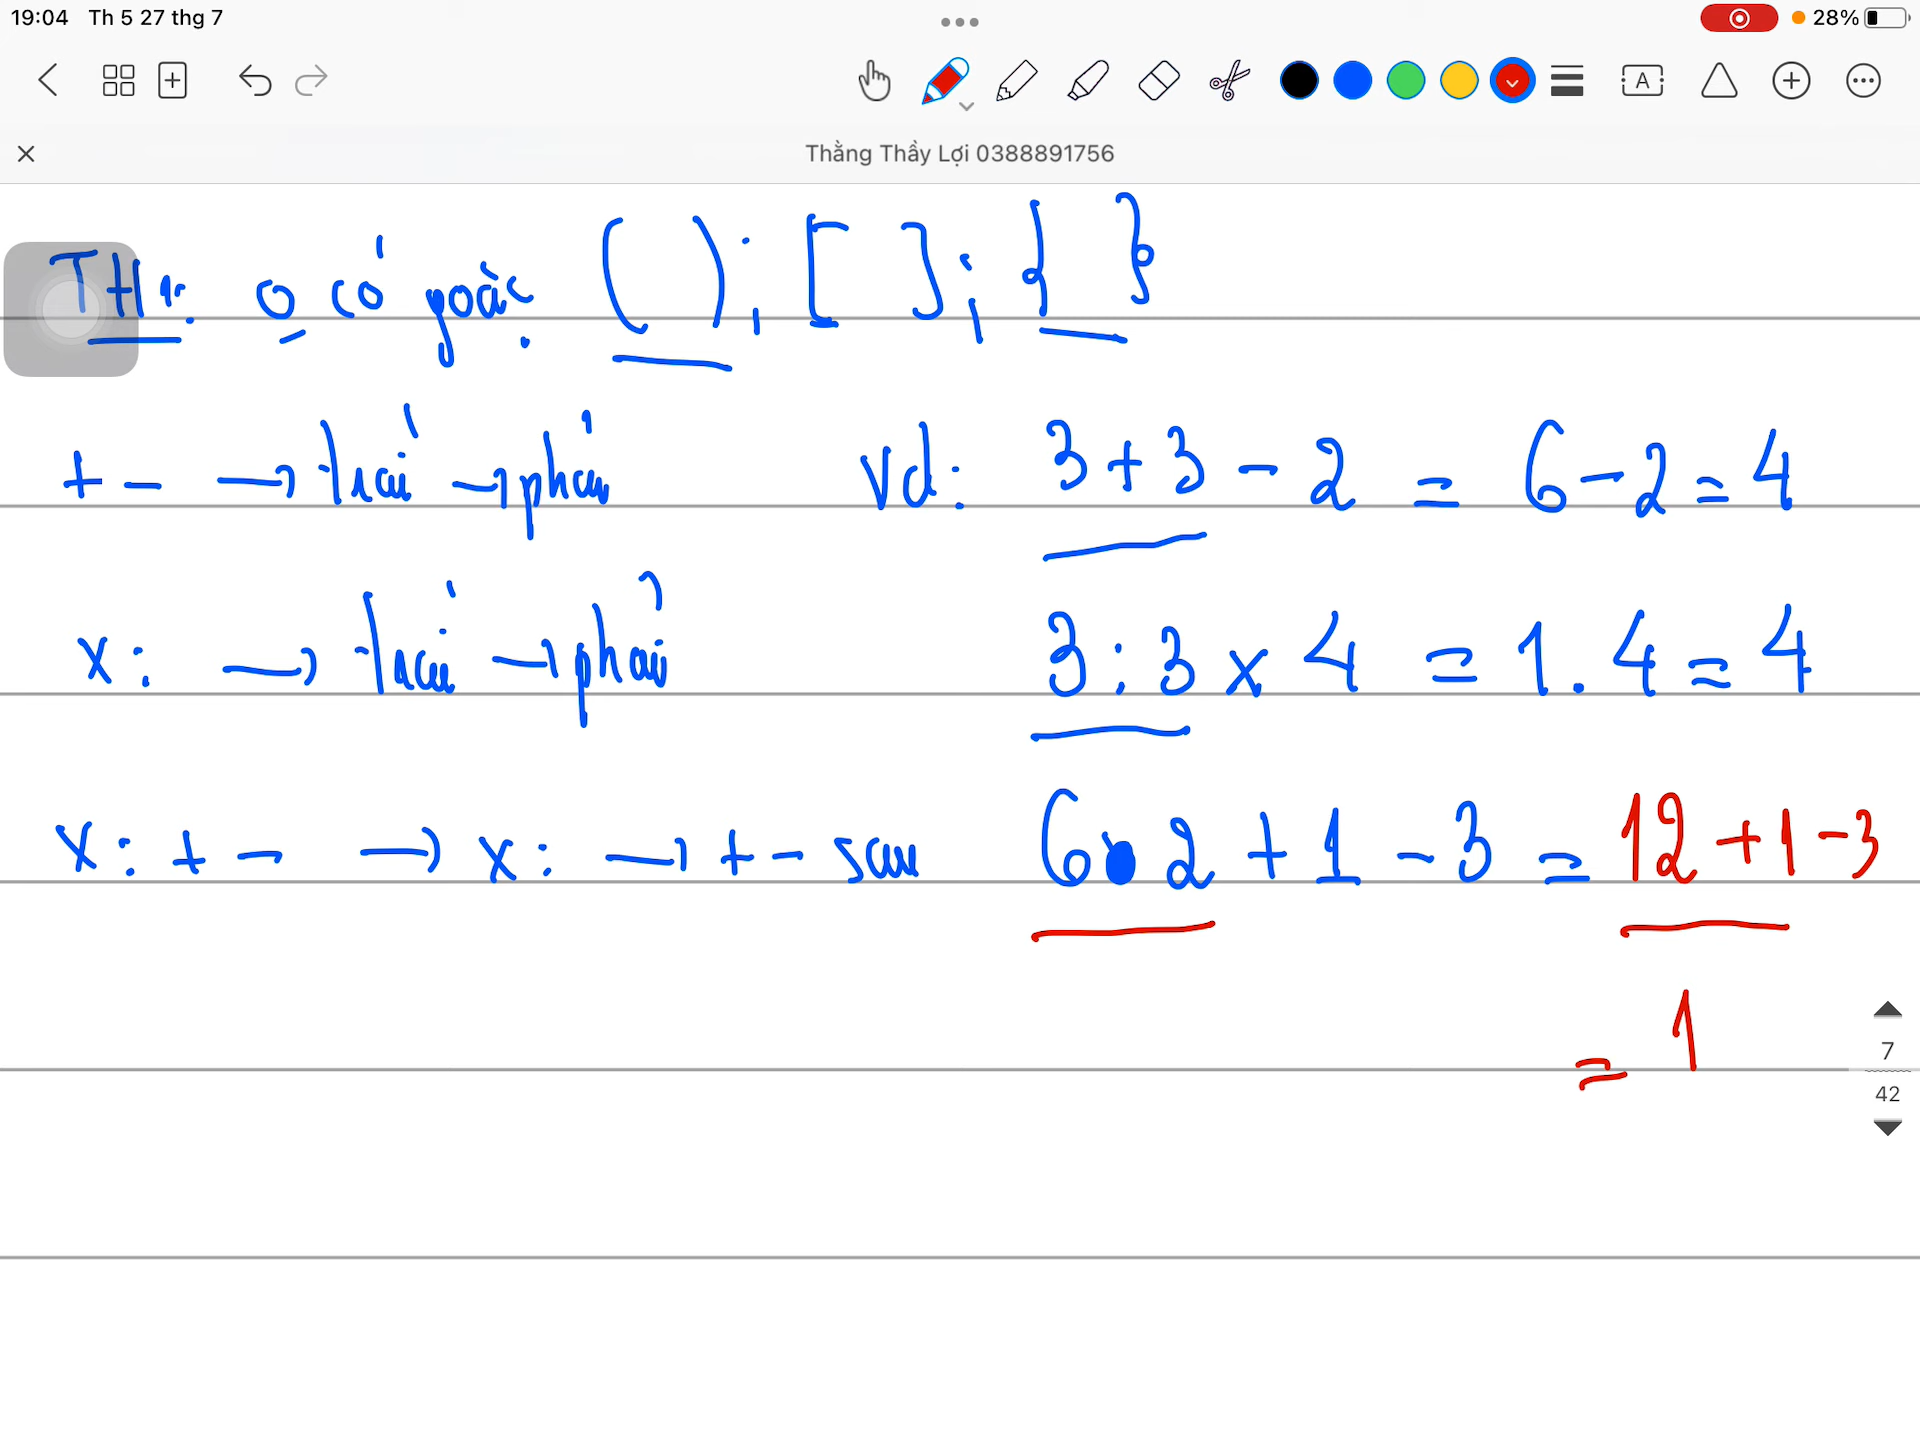 19:04 Th 5 27 thg 7
28%
A
Thằng Thầy Lợi 0388891756
TH1: 0 có ngoặc ( ); [ ]; { }
+ - → trái → phải vd: 3 + 3 - 2 = 6 - 2 = 4
x : → trái → phải 3 : 3 x 4 = 1 . 4 = 4
x : + - → x : → + - sau 6 . 2 + 1 - 3 = 12 + 1 - 3
= 1
7
42